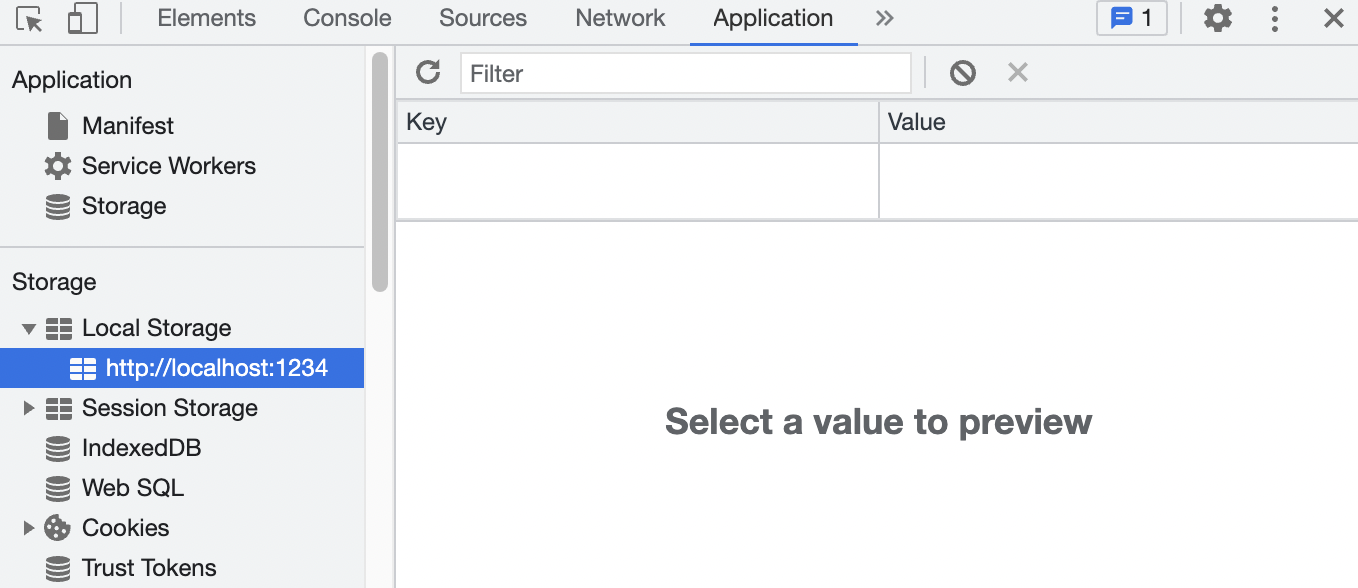 Elements Console Sources Network Application 1
Application
Manifest
Service Workers
Storage
Storage
Local Storage
http://localhost:1234
Session Storage
IndexedDB
Web SQL
Cookies
Trust Tokens
Filter
Key Value
Select a value to preview